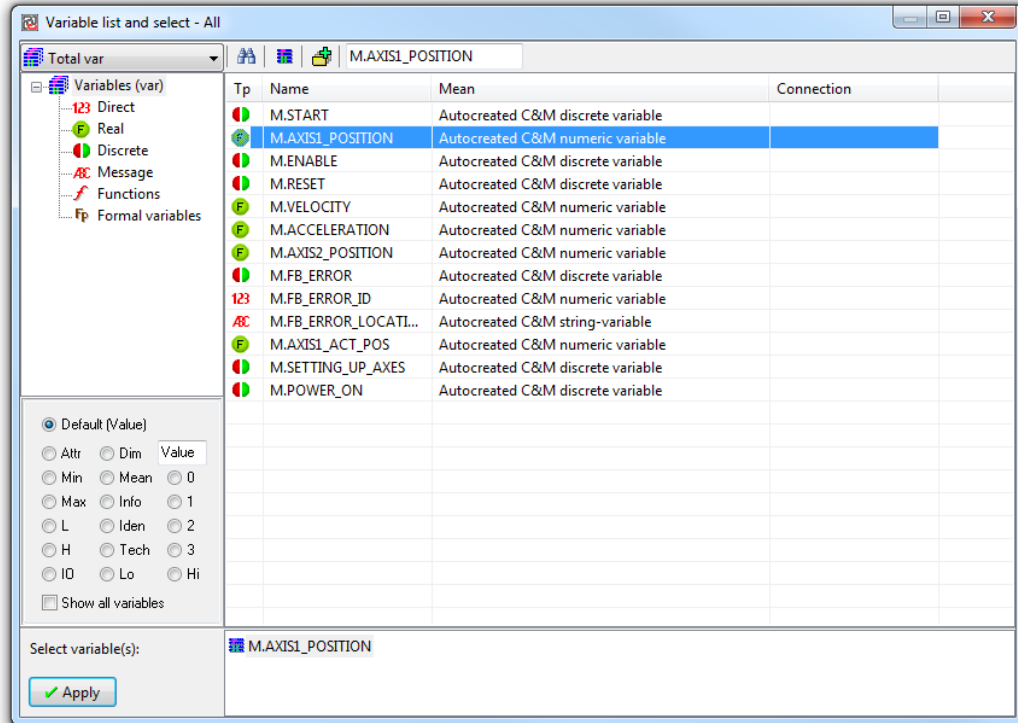 Variable list and select - All
Total var
M.AXIS1_POSITION
Variables (var)
123 Direct
F Real
Discrete
ABC Message
f Functions
Fp Formal variables
Tp Name Mean Connection
M.START Autocreated C&M discrete variable
F M.AXIS1_POSITION Autocreated C&M numeric variable
M.ENABLE Autocreated C&M discrete variable
M.RESET Autocreated C&M discrete variable
F M.VELOCITY Autocreated C&M numeric variable
F M.ACCELERATION Autocreated C&M numeric variable
F M.AXIS2_POSITION Autocreated C&M numeric variable
M.FB_ERROR Autocreated C&M discrete variable
123 M.FB_ERROR_ID Autocreated C&M numeric variable
ABC M.FB_ERROR_LOCATI... Autocreated C&M string-variable
F M.AXIS1_ACT_POS Autocreated C&M numeric variable
M.SETTING_UP_AXES Autocreated C&M discrete variable
M.POWER_ON Autocreated C&M discrete variable
Default (Value)
Attr Dim Value
Min Mean 0
Max Info 1
L Iden 2
H Tech 3
IO Lo Hi
Show all variables
Select variable(s):
Apply
M.AXIS1_POSITION